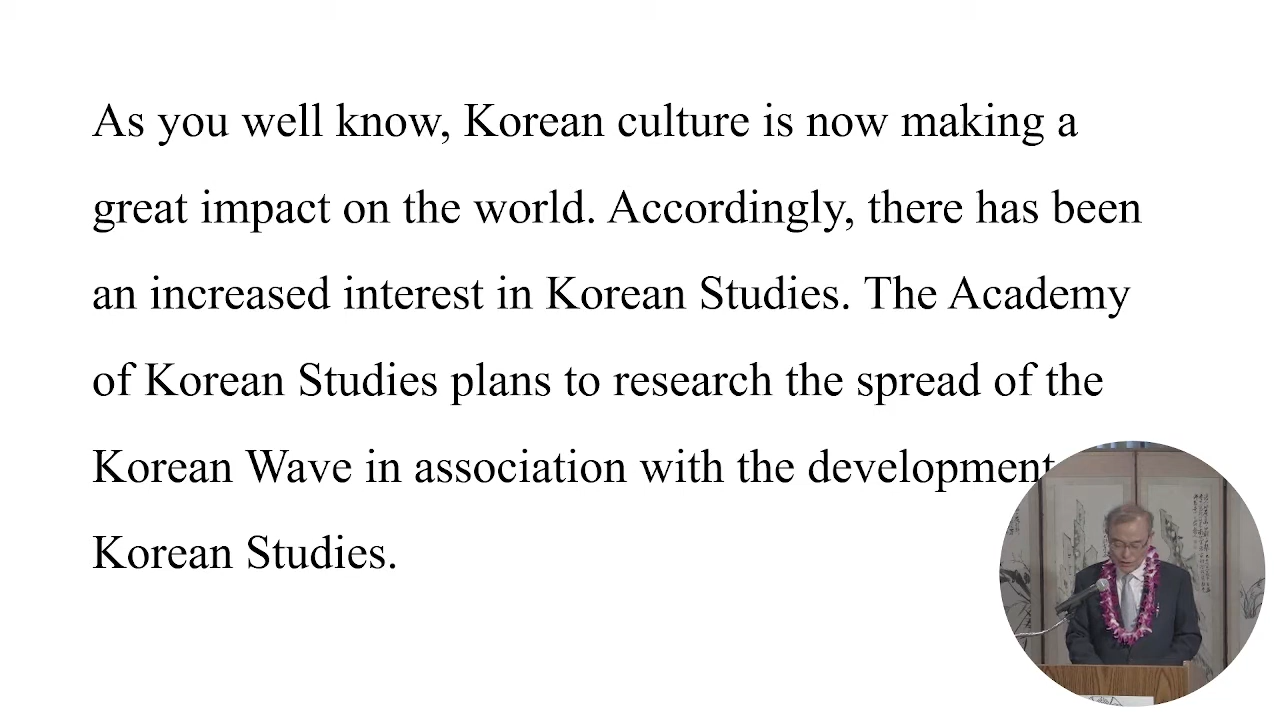 As you well know, Korean culture is now making a
great impact on the world. Accordingly, there has been
an increased interest in Korean Studies. The Academy
of Korean Studies plans to research the spread of the
Korean Wave in association with the development
Korean Studies.